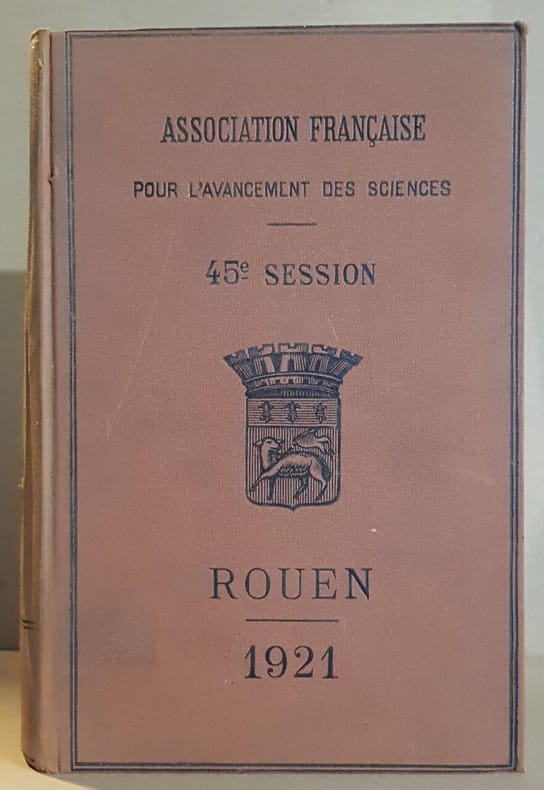 ASSOCIATION FRANÇAISE
POUR L'AVANCEMENT DES SCIENCES
45e SESSION
ROUEN
1921